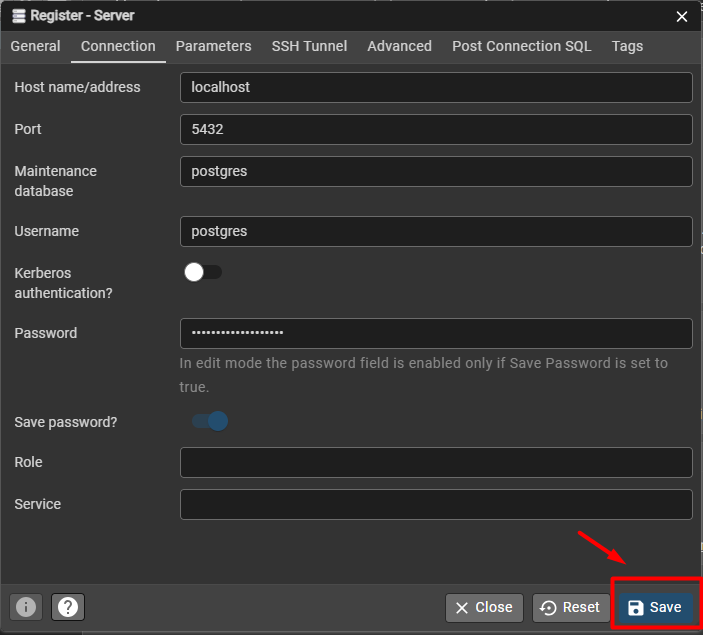 Register - Server
General Connection Parameters SSH Tunnel Advanced Post Connection SQL Tags
Host name/address localhost
Port 5432
Maintenance database postgres
Username postgres
Kerberos authentication?
Password •••••••••••••••••••
In edit mode the password field is enabled only if Save Password is set to
true.
Save password?
Role
Service
i ? Close Reset Save